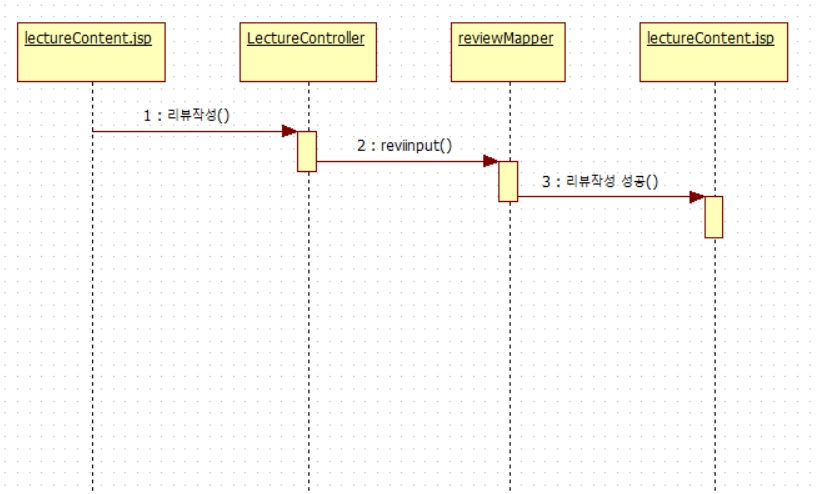 lectureContent.jsp
LectureController
reviewMapper
lectureContent.jsp
1 : 리뷰작성()
2 : reviinput()
3 : 리뷰작성 성공()